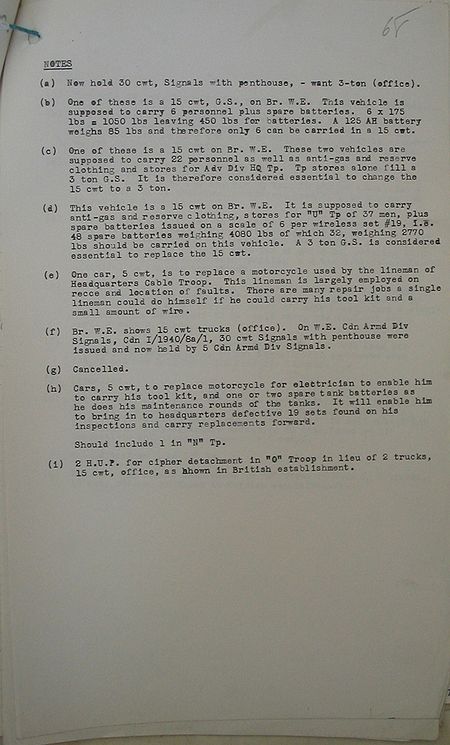 65
NOTES
(a) Now hold 30 cwt, Signals with penthouse, - want 3-ton (office).
(b) One of these is a 15 cwt, G.S., on Br. W.E. This vehicle is
supposed to carry 6 personnel plus spare batteries. 6 x 175
lbs = 1050 lbs leaving 450 lbs for batteries. A 125 AH battery
weighs 85 lbs and therefore only 6 can be carried in a 15 cwt.
(c) One of these is a 15 cwt on Br. W.E. These two vehicles are
supposed to carry 22 personnel as well as anti-gas and reserve
clothing and stores for Adv Div HQ Tp. Tp stores alone fill a
3 ton G.S. It is therefore considered essential to change the
15 cwt to a 3 ton.
(d) This vehicle is a 15 cwt on Br. W.E. It is supposed to carry
anti-gas and reserve clothing, stores for "U" Tp of 37 men, plus
spare batteries issued on a scale of 6 per wireless set #19, I.e.
48 spare batteries weighing 4080 lbs of which 32, weighing 2770
lbs should be carried on this vehicle. A 3 ton G.S. is considered
essential to replace the 15 cwt.
(e) One car, 5 cwt, is to replace a motorcycle used by the lineman of
Headquarters Cable Troop. This lineman is largely employed on
recce and location of faults. There are many repair jobs a single
lineman could do himself if he could carry his tool kit and a
small amount of wire.
(f) Br. W.E. shows 15 cwt trucks (office). On W.E. Cdn Armd Div
Signals, Cdn I/1940/8a/1, 30 cwt Signals with penthouse were
issued and now held by 5 Cdn Armd Div Signals.
(g) Cancelled.
(h) Cars, 5 cwt, to replace motorcycle for electrician to enable him
to carry his tool kit, and one or two spare tank batteries as
he does his maintenance rounds of the tanks. It will enable him
to bring in to headquarters defective 19 sets found on his
inspections and carry replacements forward.
Should include 1 in "N" Tp.
(i) 2 H.U.P. for cipher detachment in "O" Troop in lieu of 2 trucks,
15 cwt, office, as shown in British establishment.